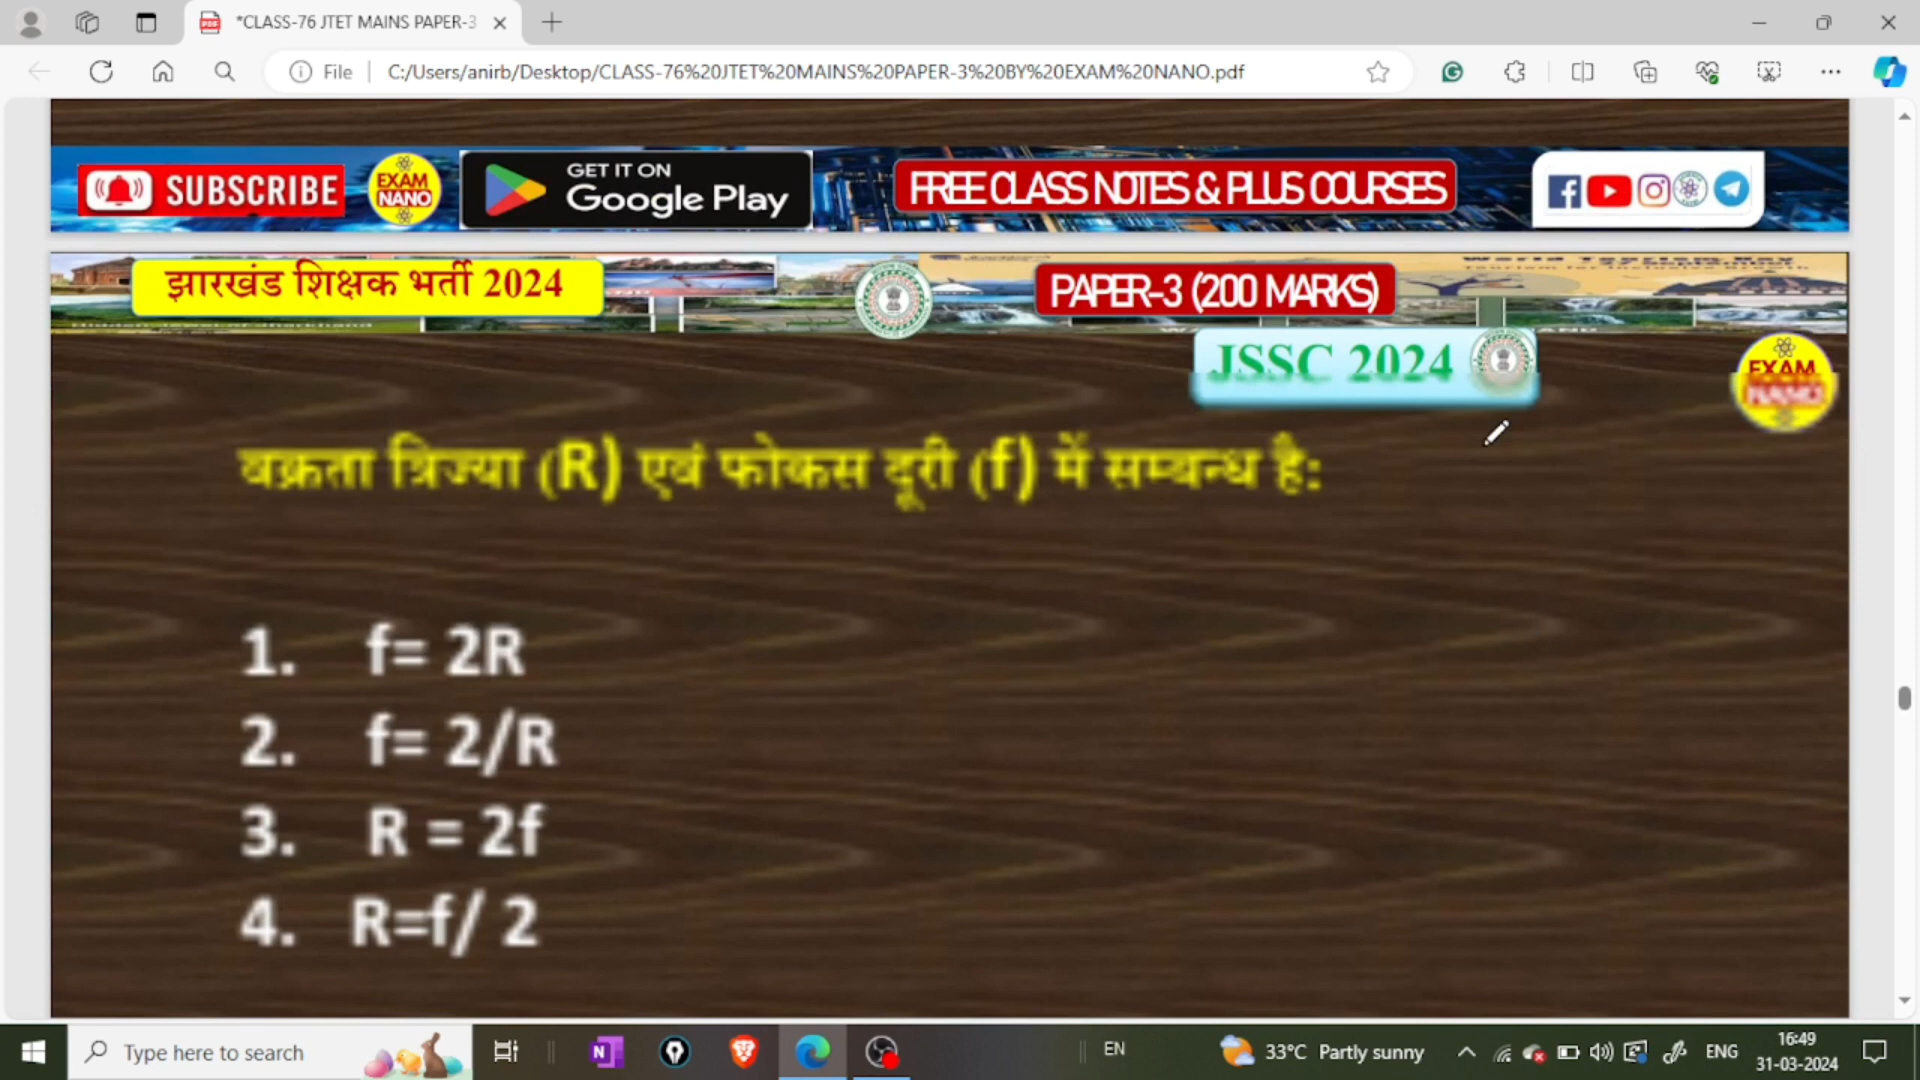 *CLASS-76 JTET MAINS PAPER-3
File
C:/Users/anirb/Desktop/CLASS-76%20JTET%20MAINS%20PAPER-3%20BY%20EXAM%20NANO.pdf
SUBSCRIBE
EXAM
NANO
GET IT ON
Google Play
FREE CLASS NOTES & PLUS COURSES
झारखंड शिक्षक भर्ती 2024
PAPER-3 (200 MARKS)
JSSC 2024
EXAM
NANO
वक्रता त्रिज्या (R) एवं फोकस दूरी (f) में सम्बन्ध है:
1. f= 2R
2. f= 2/R
3. R = 2f
4. R=f/ 2
Type here to search
EN
33°C Partly sunny
ENG
16:49
31-03-2024